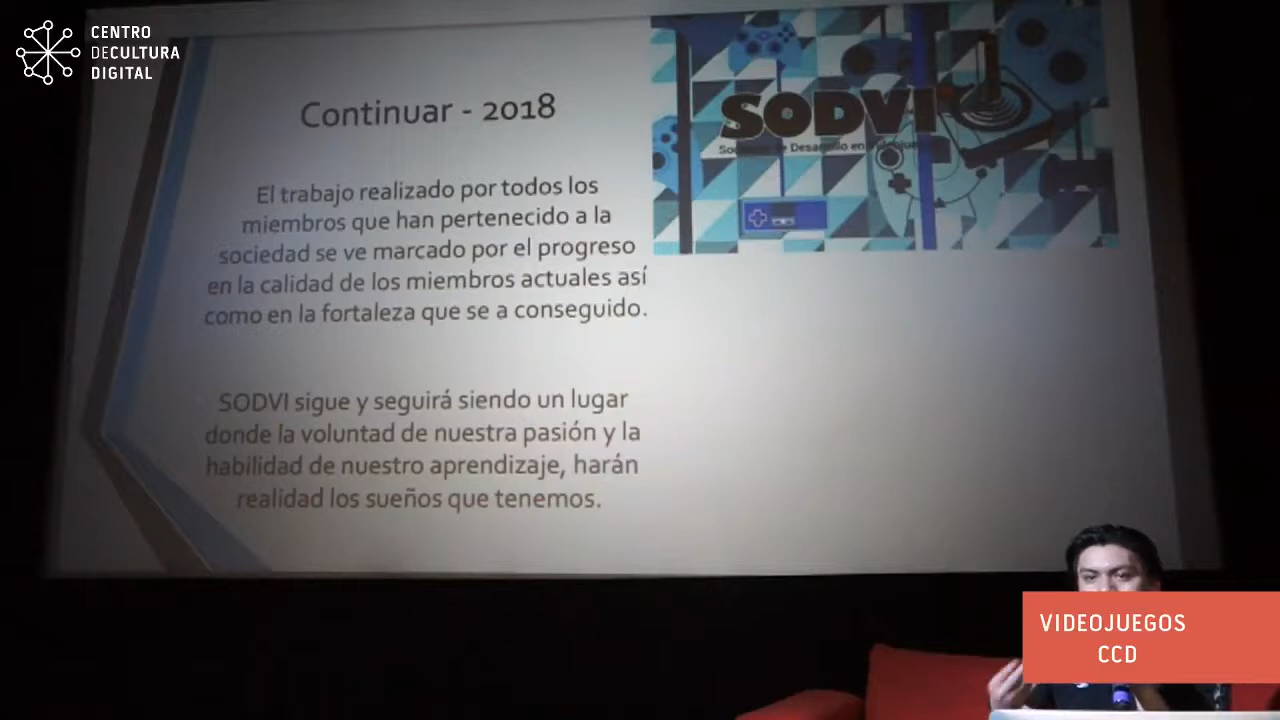 CENTRO
DECULTURA
DIGITAL
Continuar - 2018
El trabajo realizado por todos los
miembros que han pertenecido a la
sociedad se ve marcado por el progreso
en la calidad de los miembros actuales así
como en la fortaleza que se a conseguido.
SODVI sigue y seguirá siendo un lugar
donde la voluntad de nuestra pasión y la
habilidad de nuestro aprendizaje, harán
realidad los sueños que tenemos.
SODVI
de Desarrollo en
VIDEOJUEGOS
CCD